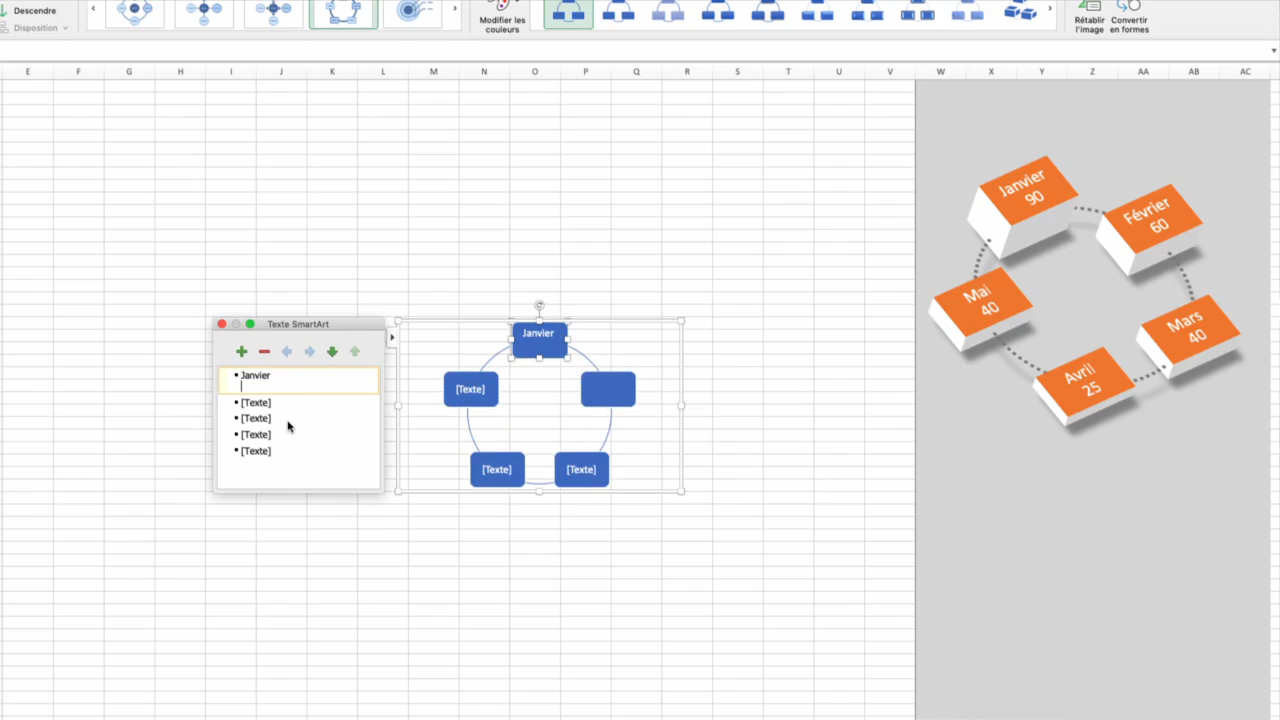 Descendre
Disposition
Modifier les
couleurs
Rétablir
l'image
Convertir
en formes
E F G H I J K L M N O P Q R S T U V W X Y Z AA AB AC
Texte SmartArt
Janvier
[Texte]
[Texte]
[Texte]
[Texte]
Janvier
[Texte]
[Texte]
[Texte]
Janvier
90
Février
60
Mai
40
Mars
40
Avril
25